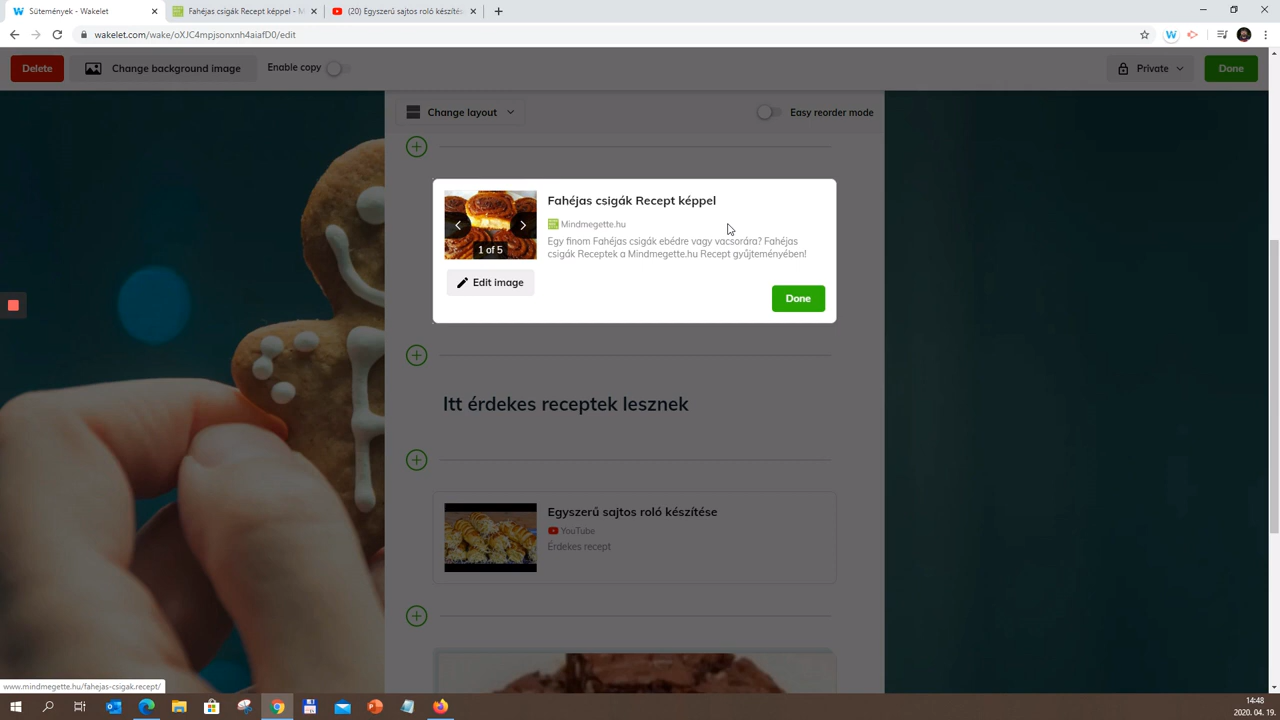 Sütemények - Wakelet
Fahéjas csigák Recept képpel - M
(20) Egyszerű sajtos roló készítés
wakelet.com/wake/oXJC4mpjsonxnh4aiafD0/edit
Delete
Change background image
Enable copy
Private
Done
Change layout
Easy reorder mode
Fahéjas csigák Recept képpel
Mindmegette.hu
Egy finom Fahéjas csigák ebédre vagy vacsorára? Fahéjas
csigák Receptek a Mindmegette.hu Recept gyűjteményében!
1 of 5
Edit image
Done
Itt érdekes receptek lesznek
Egyszerű sajtos roló készítése
YouTube
Érdekes recept
www.mindmegette.hu/fahejas-csigak.recept/
14:48
2020. 04. 19.